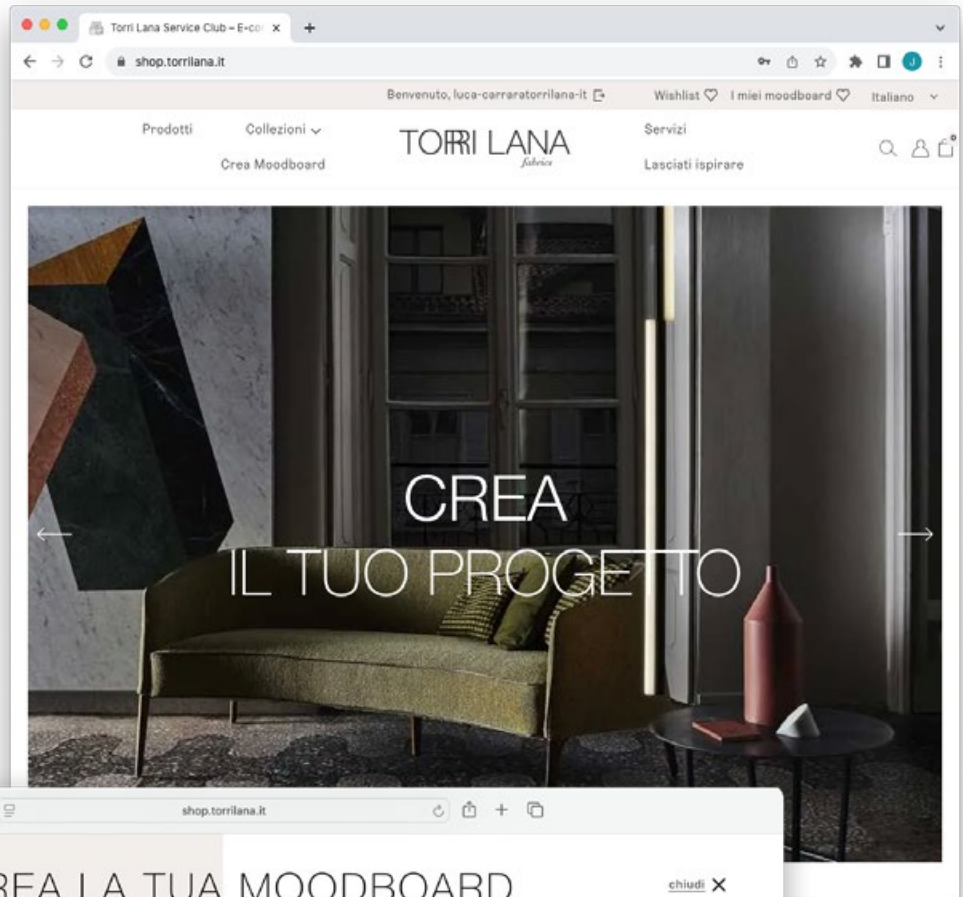 Torri Lana Service Club – E-co
shop.torrilana.it
Benvenuto, luca-carraratorrilana-it Wishlist I miei moodboard Italiano
Prodotti Collezioni TORRI LANA Servizi
fabrics
Crea Moodboard Lasciati ispirare
CREA
IL TUO PROGETTO
shop.torrilana.it
REA LA TUA MOODBOARD chiudi X
J